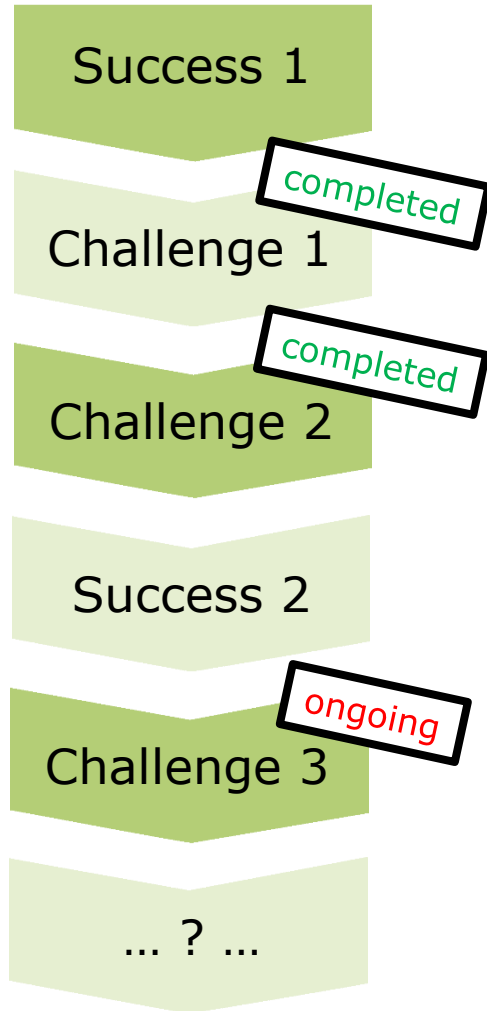 Success 1
completed
Challenge 1
completed
Challenge 2
Success 2
ongoing
Challenge 3
... ? ...